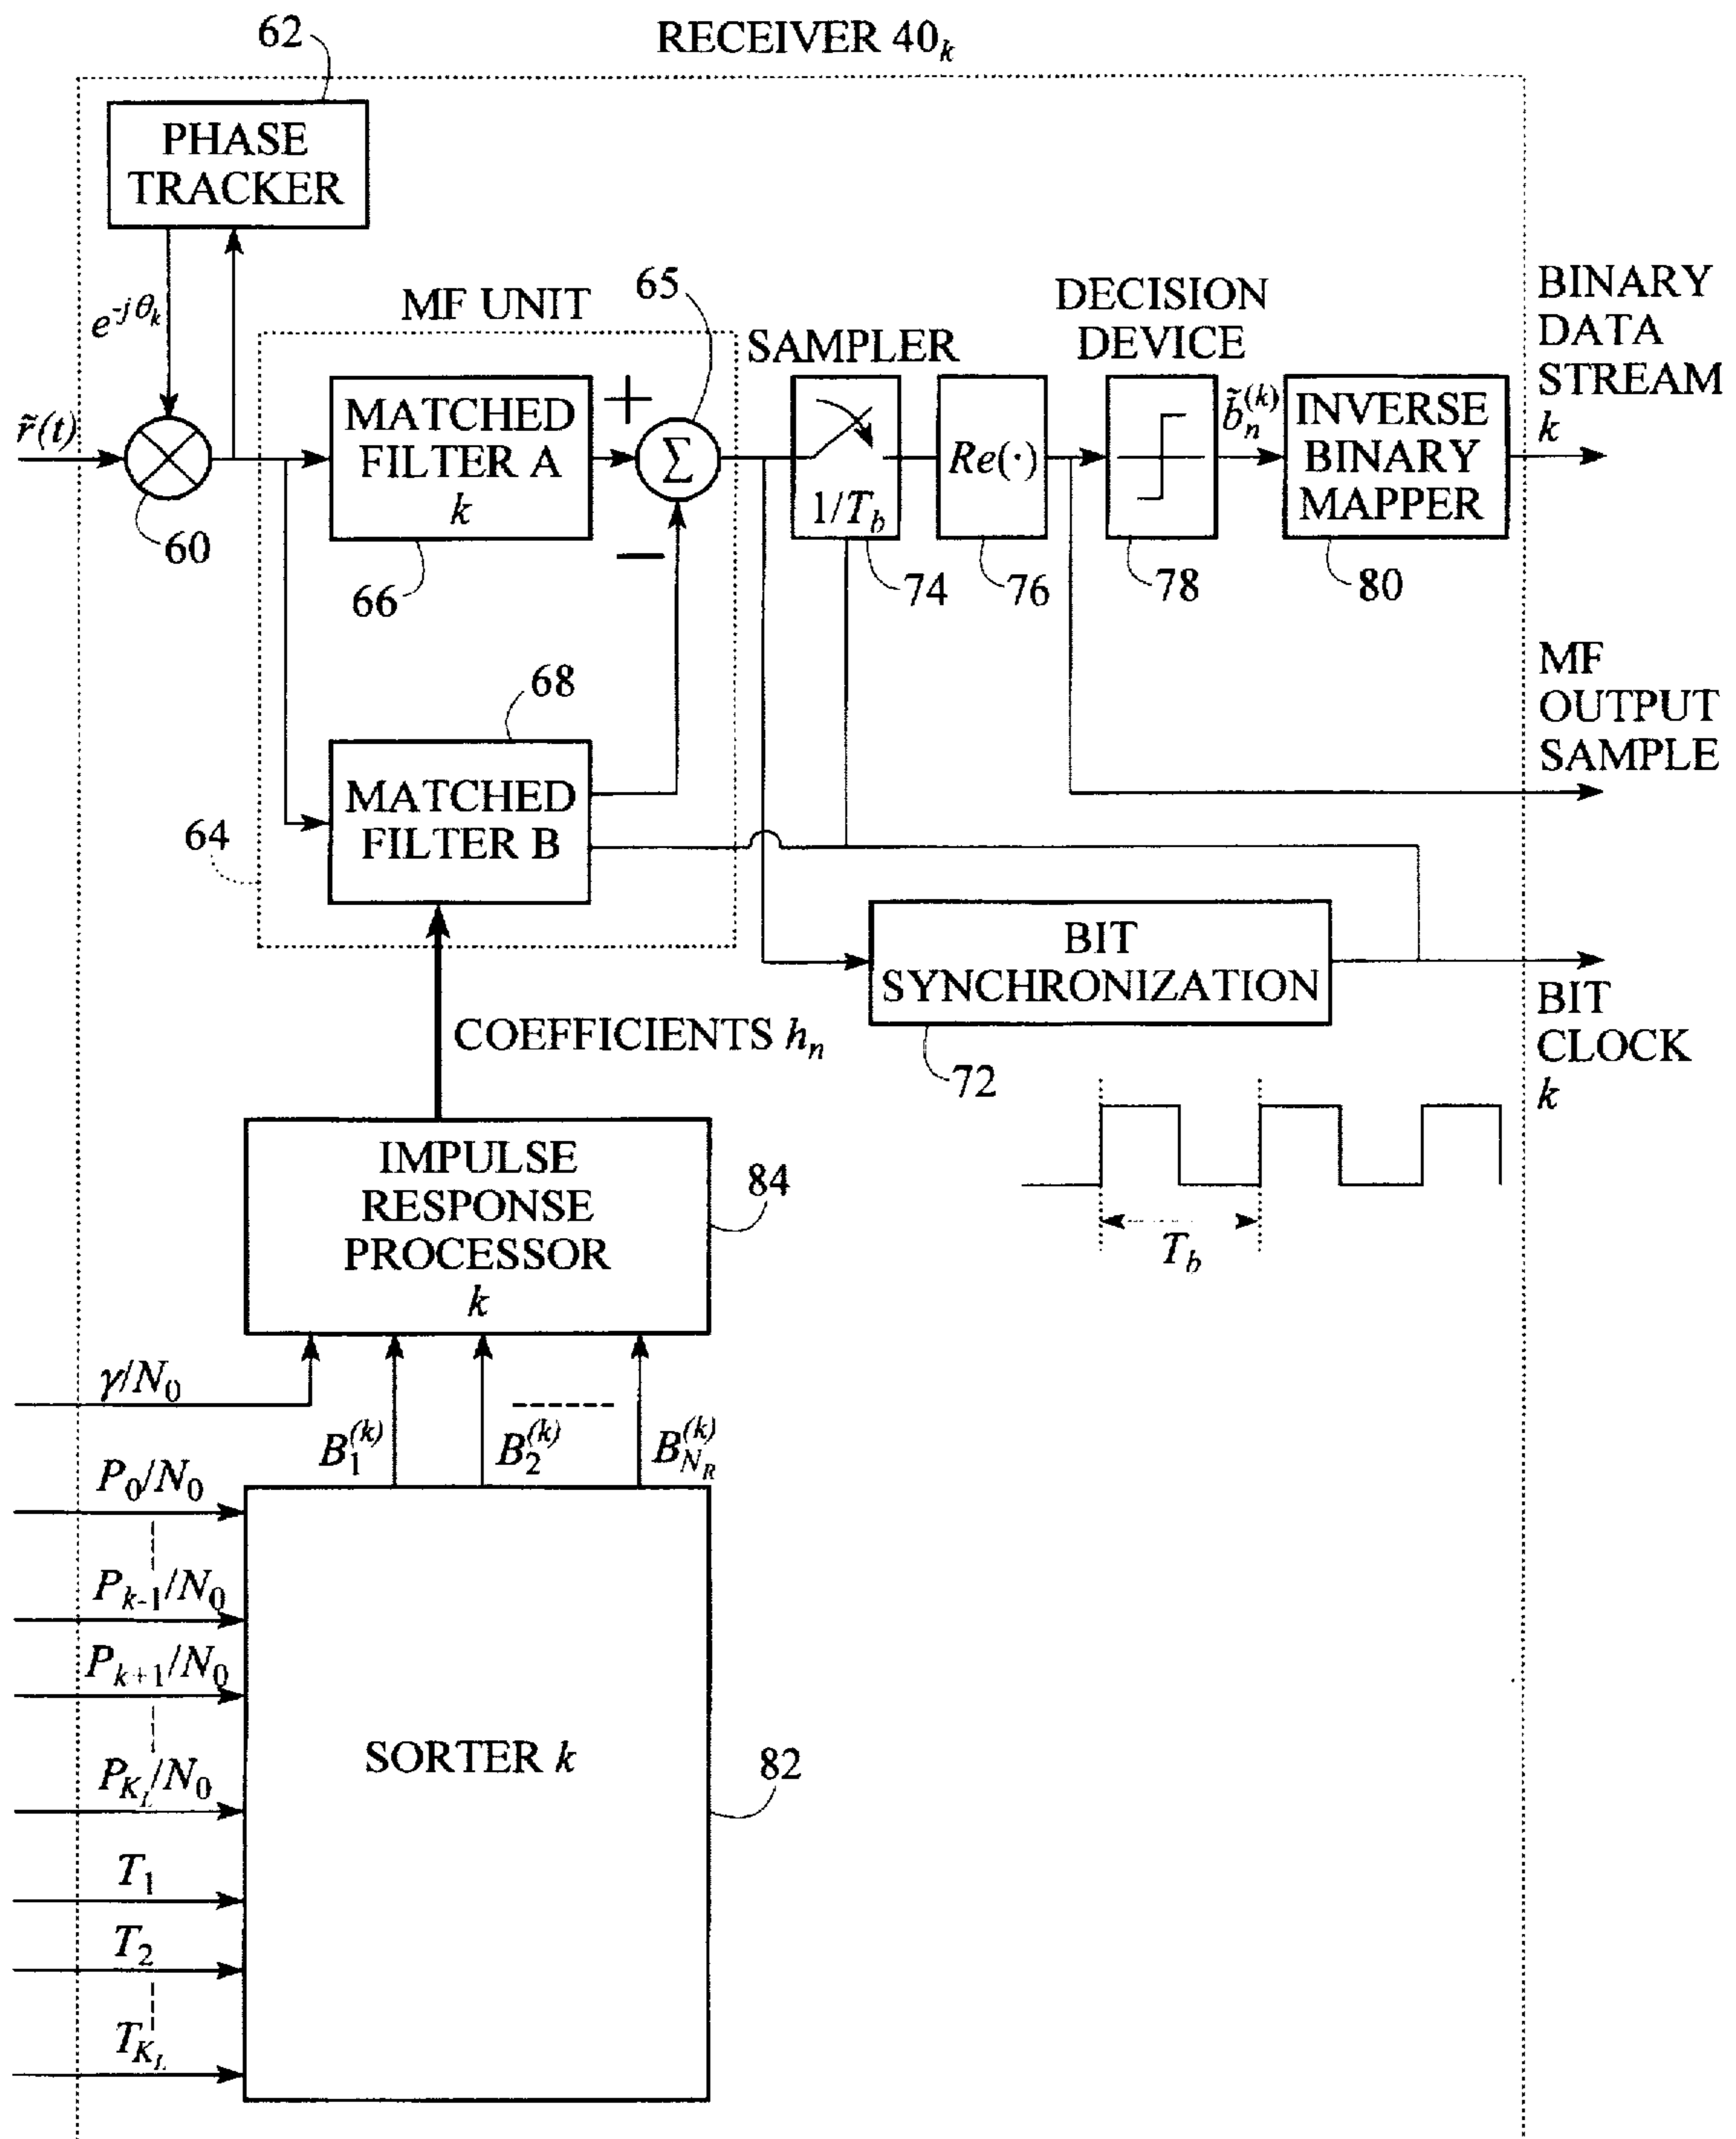 62
RECEIVER 40k
PHASE
TRACKER
e-jθk
MF UNIT
65
SAMPLER
DECISION
DEVICE
BINARY
DATA
STREAM
k
r̃(t)
60
MATCHED
FILTER A
k
66
+
−
Σ
1/Tb
74
Re(·)
76
78
b̃n(k)
INVERSE
BINARY
MAPPER
80
MF
OUTPUT
SAMPLE
68
MATCHED
FILTER B
64
BIT
SYNCHRONIZATION
72
BIT
CLOCK
k
COEFFICIENTS hn
Tb
IMPULSE
RESPONSE
PROCESSOR
k
84
γ/N0
B1(k)
B2(k)
BNR(k)
P0/N0
Pk-1/N0
Pk+1/N0
PKL/N0
SORTER k
82
T1
T2
TKL